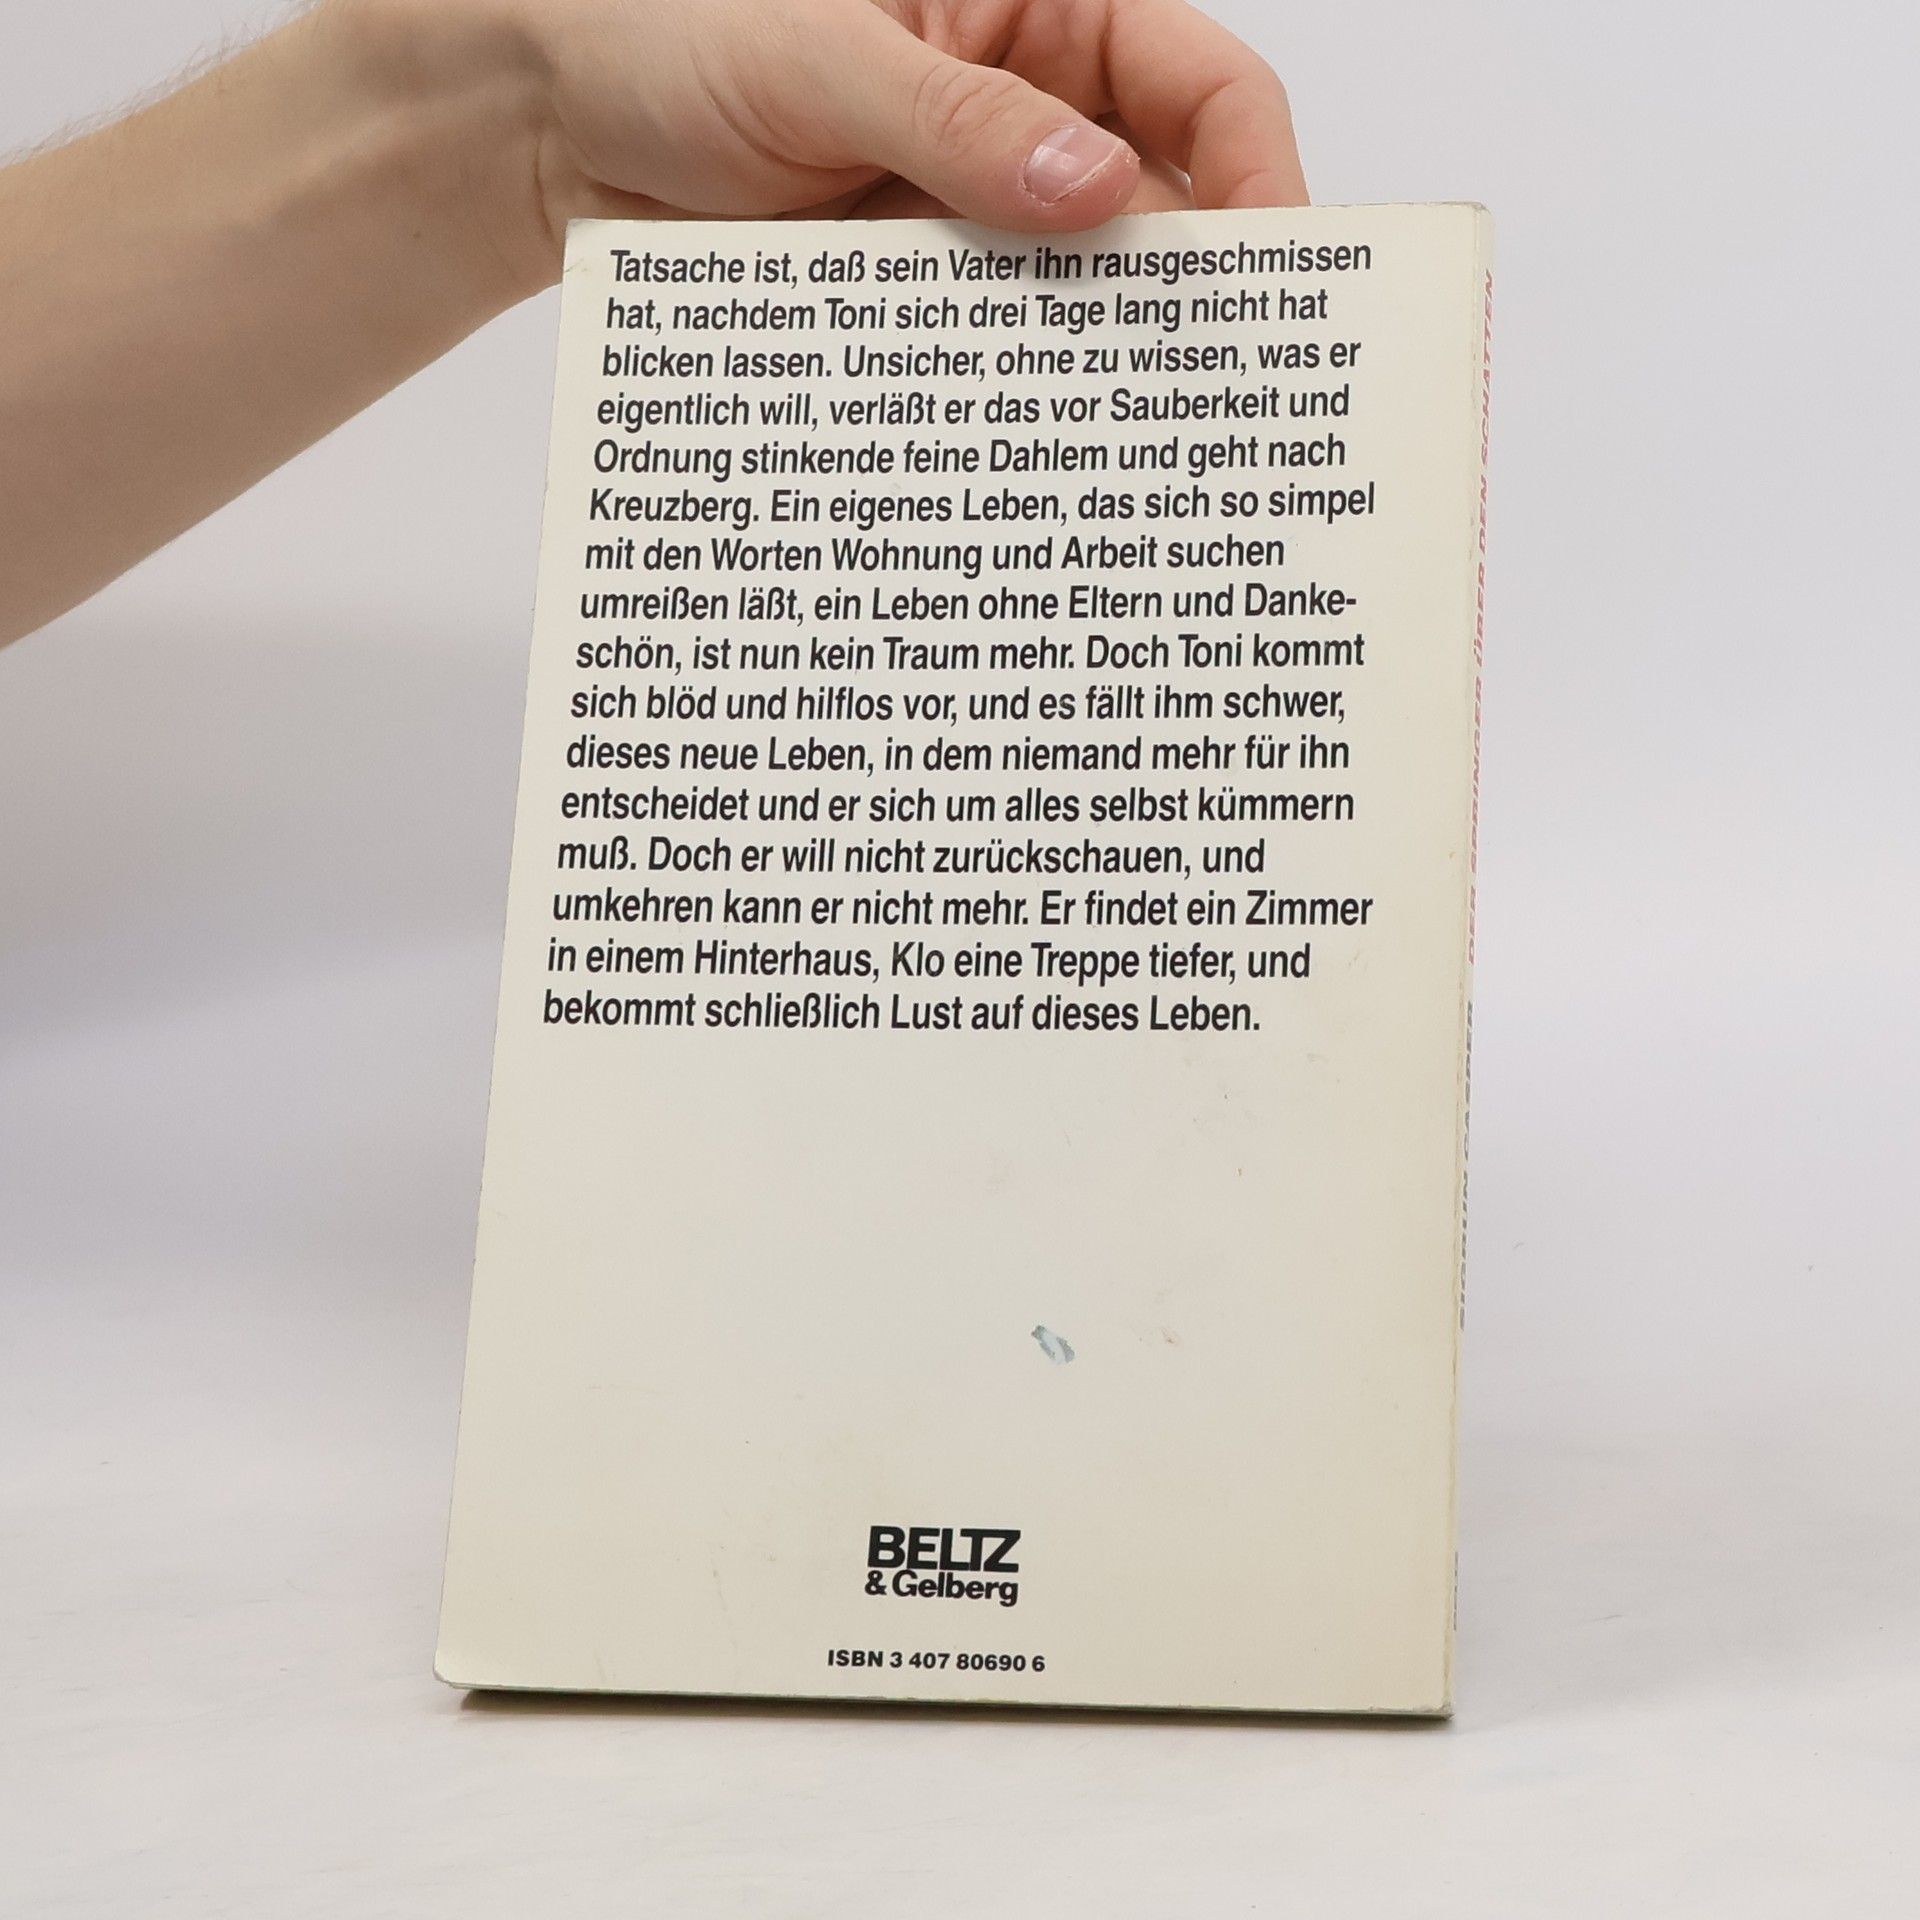 Tatsache ist, daß sein Vater ihn rausgeschmissen
hat, nachdem Toni sich drei Tage lang nicht hat
blicken lassen. Unsicher, ohne zu wissen, was er
eigentlich will, verläßt er das vor Sauberkeit und
Ordnung stinkende feine Dahlem und geht nach
Kreuzberg. Ein eigenes Leben, das sich so simpel
mit den Worten Wohnung und Arbeit suchen
umreißen läßt, ein Leben ohne Eltern und Danke-
schön, ist nun kein Traum mehr. Doch Toni kommt
sich blöd und hilflos vor, und es fällt ihm schwer,
dieses neue Leben, in dem niemand mehr für ihn
entscheidet und er sich um alles selbst kümmern
muß. Doch er will nicht zurückschauen, und
umkehren kann er nicht mehr. Er findet ein Zimmer
in einem Hinterhaus, Klo eine Treppe tiefer, und
bekommt schließlich Lust auf dieses Leben.
BELTZ
& Gelberg
ISBN 3 407 80690 6
SIGRUN CASPER DER SPRINGER ÜBER DEN SCHATTEN